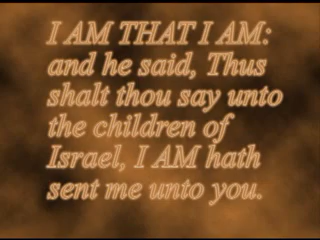 I AM THAT I AM:
and he said, Thus
shalt thou say unto
the children of
Israel, I AM hath
sent me unto you.